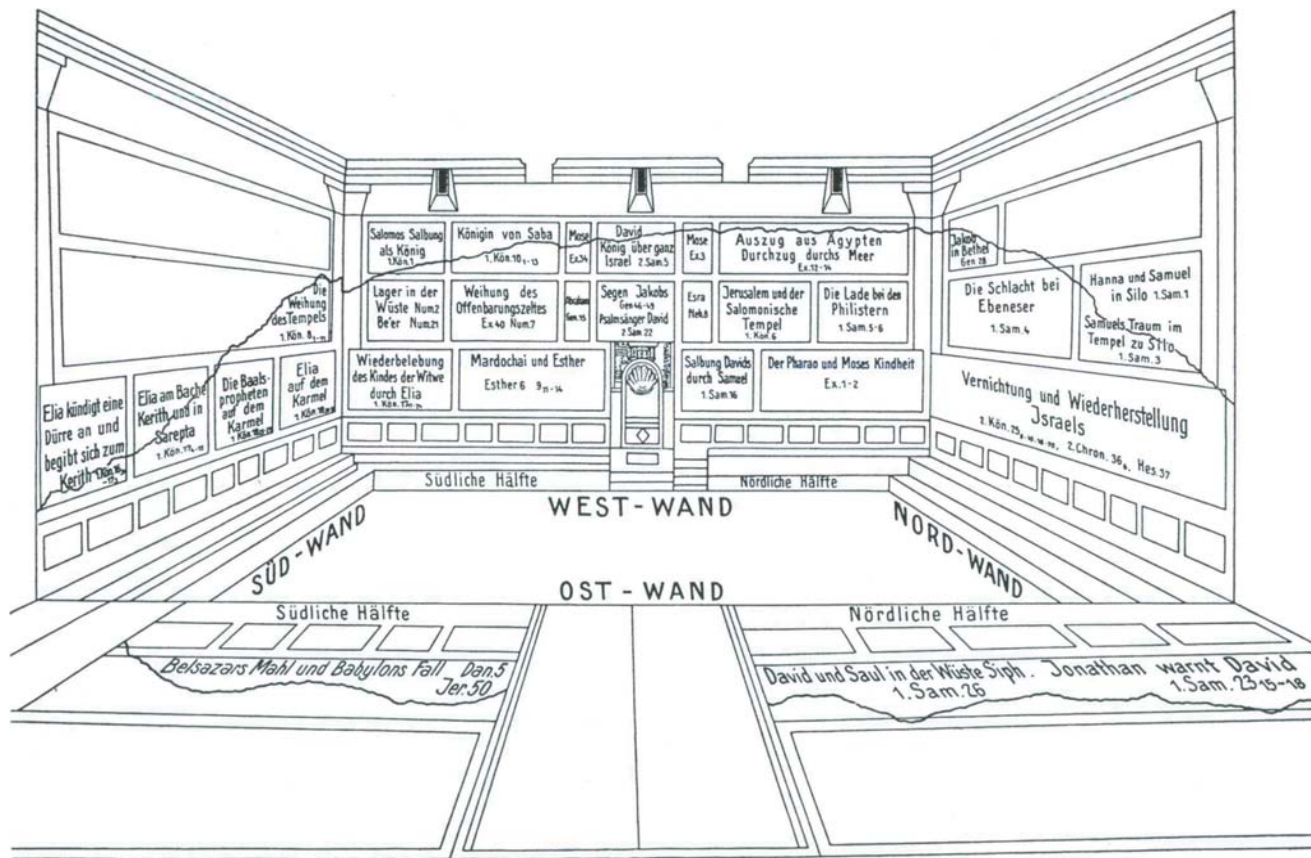 Salomos Salbung
als König
1.Kön.1
Königin von Saba
1. Kön. 10 1-13
Mose
Ex.34
David
König über ganz
Israel 2.Sam.5
Mose
Ex.3
Auszug aus Ägypten
Durchzug durchs Meer
Ex.12-14
Lager in der
Wüste Num.2
Be'er Num.21
Weihung des
Offenbarungszeltes
Ex.40 Num.7
Abraham
Gen.15
Segen Jakobs
Gen 48-49
Psalmsänger David
2.Sam 22
Esra
Neh.8
Jerusalem und der
Salomonische
Tempel
1.Kön.6
Die Lade bei den
Philistern
1.Sam.5-6
Wiederbelebung
des Kindes der Witwe
durch Elia
Mardochai und Esther
Esther 6 9 11-14
Salbung Davids
durch Samuel
1.Sam 16
Der Pharao und Moses Kindheit
Ex.1-2
Die
Weihung
des Tempels
Elia kündigt eine
Dürre an und
begibt sich zum
Kerith
Elia am Bache
Kerith und in
Sarepta
Die Baals-
propheten
auf dem
Karmel
Elia
auf dem
Karmel
Jakob
in Bethel
Gen 28
Die Schlacht bei
Ebeneser
1.Sam.4
Hanna und Samuel
in Silo 1.Sam.1
Samuels Traum im
Tempel zu Silo
1.Sam.3
Vernichtung und Wiederherstellung
Jsraels
2. Chron. 36, Hes.37
Südliche Hälfte
Nördliche Hälfte
WEST-WAND
SÜD-WAND
NORD-WAND
OST-WAND
Südliche Hälfte
Nördliche Hälfte
Belsazars Mahl und Babylons Fall Dan.5
Jer.50
David und Saul in der Wüste Siph. Jonathan warnt David
1.Sam.26 1.Sam.23 15-18